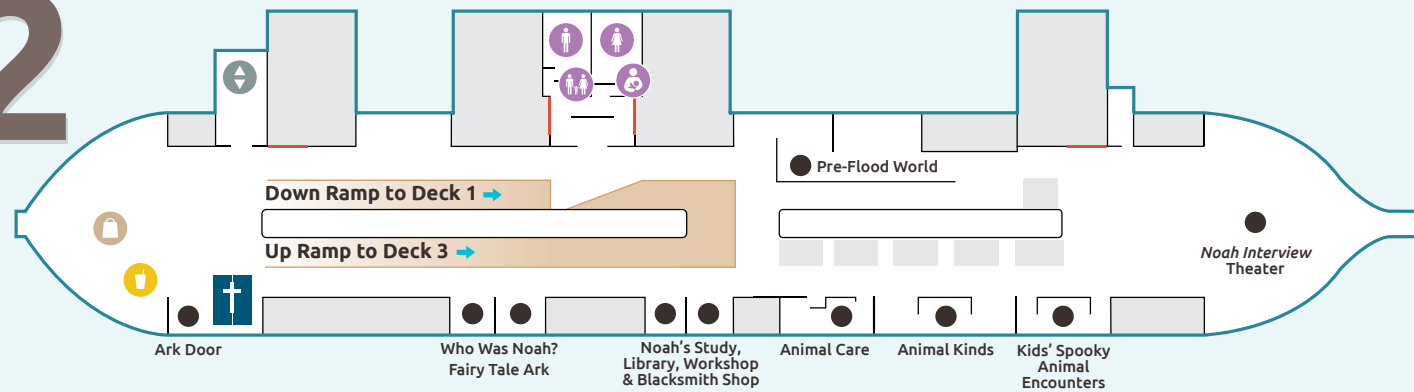 2
Pre-Flood World
Down Ramp to Deck 1
Up Ramp to Deck 3
Noah Interview
Theater
Ark Door
Who Was Noah?
Fairy Tale Ark
Noah’s Study,
Library, Workshop
& Blacksmith Shop
Animal Care
Animal Kinds
Kids’ Spooky
Animal
Encounters